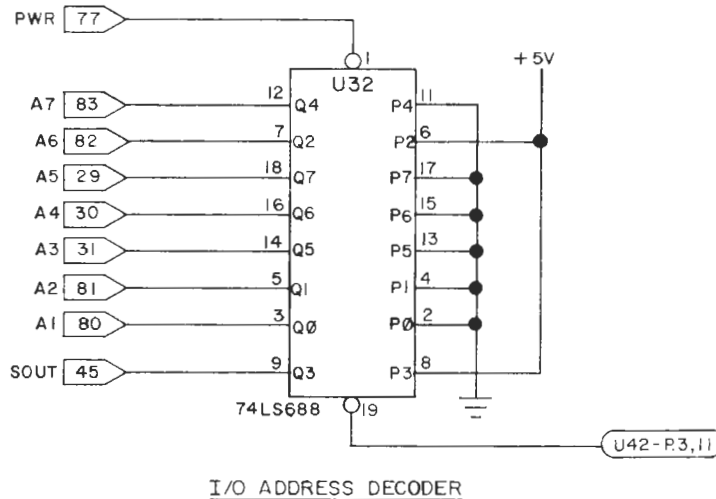 PWR 77
1
+5V
U32
A7 83 12 Q4 P4 11
A6 82 7 Q2 P2 6
A5 29 18 Q7 P7 17
A4 30 16 Q6 P6 15
A3 31 14 Q5 P5 13
A2 81 5 Q1 P1 4
A1 80 3 Q0 P0 2
SOUT 45 9 Q3 P3 8
74LS688 19
U42-P.3,11
I/O ADDRESS DECODER